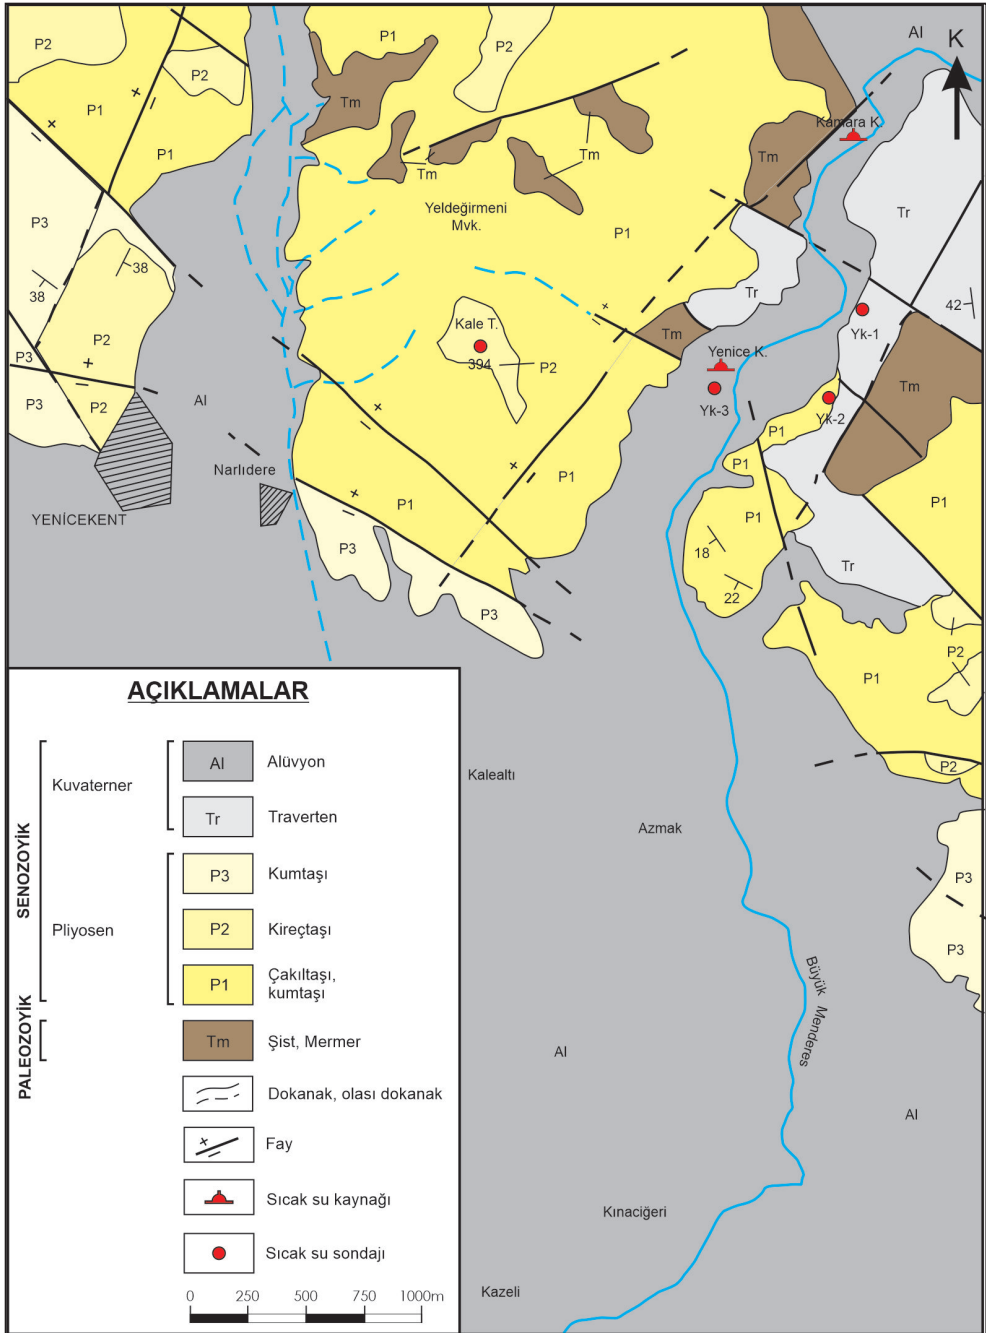 P2
P1
P2
Al
K
P2
Tm
P1
Kamara K.
P1
Tm
Tm
Tm
Tr
P3
Yeldeğirmeni
Mvk.
P1
38
38
Tr
42
Kale T.
Tm
Yk-1
P2
P3
394
P2
Yenice K.
Tm
P3
P2
Al
Yk-3
Yk-2
P1
Narlıdere
P1
P1
P1
P1
P1
YENİCEKENT
P3
18
Tr
22
P3
P2
P1
P2
P3
P3
Kalealtı
Azmak
Büyük Menderes
Al
Al
Kınaciğeri
Kazeli
AÇIKLAMALAR
SENOZOYİK
PALEOZOYİK
Kuvaterner
Al Alüvyon
Tr Traverten
Pliyosen
P3 Kumtaşı
P2 Kireçtaşı
P1 Çakıltaşı,
kumtaşı
Tm Şist, Mermer
Dokanak, olası dokanak
Fay
Sıcak su kaynağı
Sıcak su sondajı
0 250 500 750 1000m